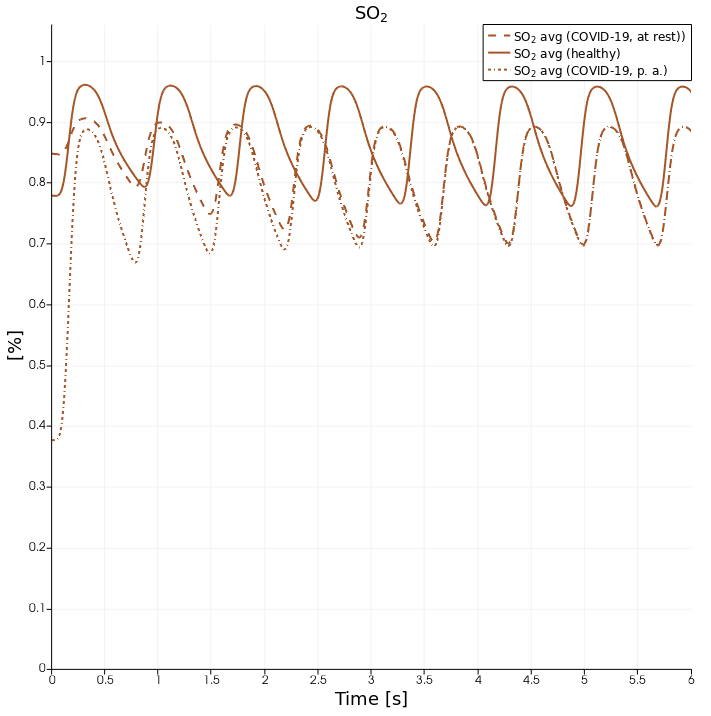 SO₂
SO₂ avg (COVID-19, at rest))
SO₂ avg (healthy)
SO₂ avg (COVID-19, p. a.)
1
0.9
0.8
0.7
0.6
0.5
0.4
0.3
0.2
0.1
0
[%]
0 0.5 1 1.5 2 2.5 3 3.5 4 4.5 5 5.5 6
Time [s]